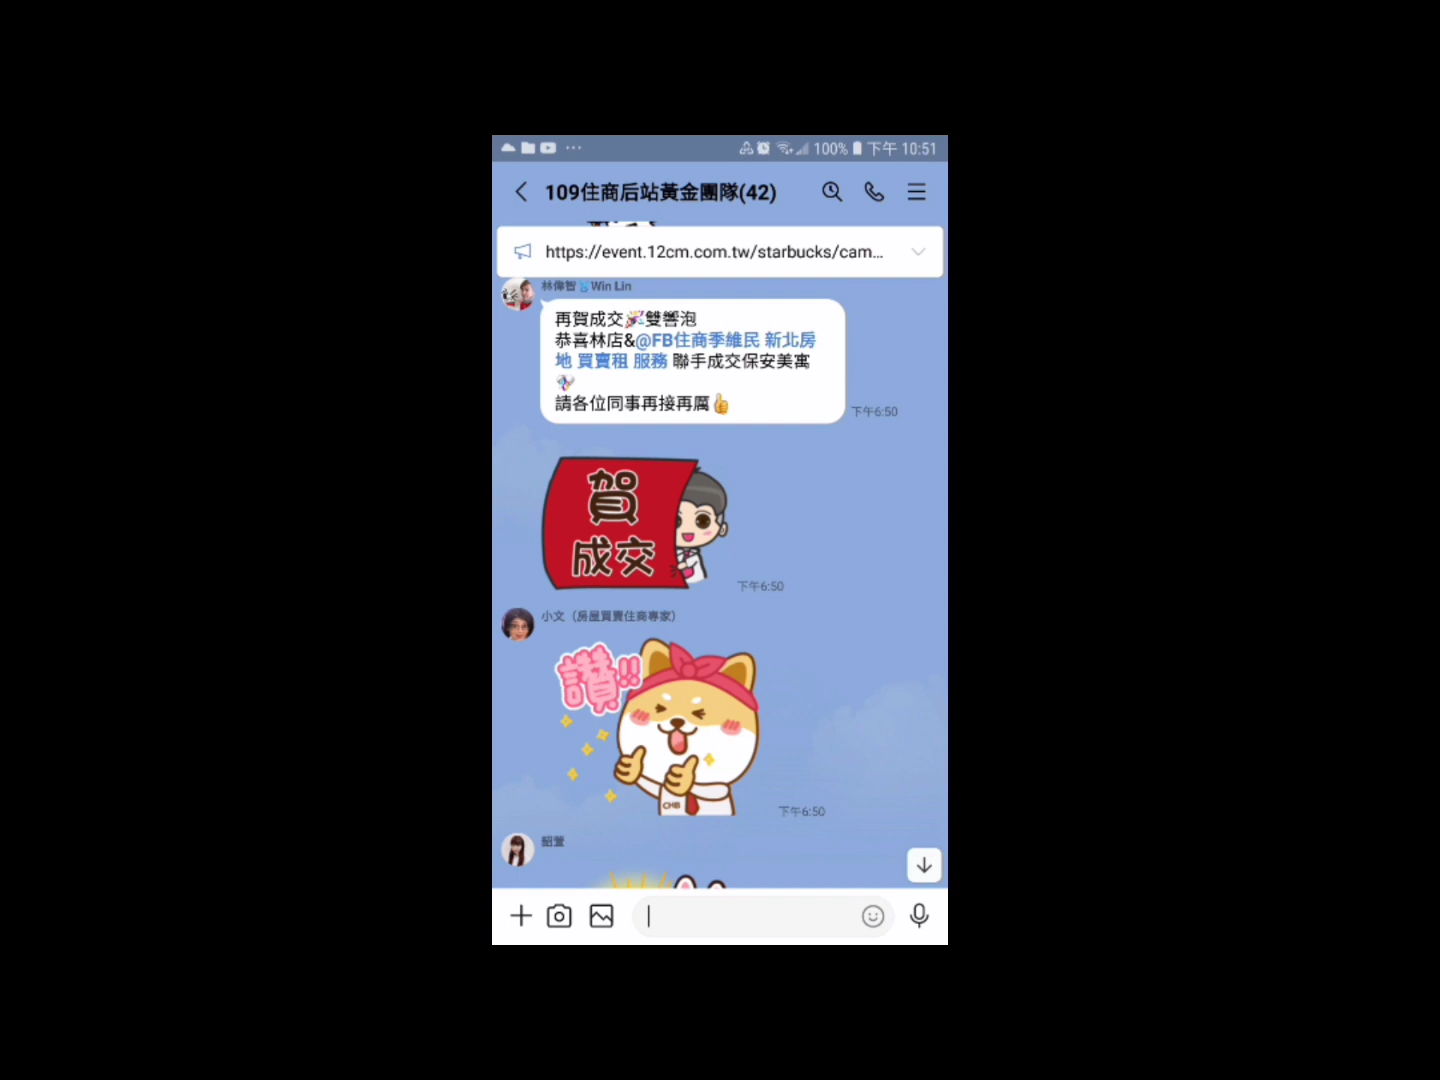 100% 下午 10:51
109住商后站黃金團隊(42)
https://event.12cm.com.tw/starbucks/cam...
林偉智 Win Lin
再賀成交🎉雙響泡
恭喜林店&@FB住商季維民 新北房
地 買賣租 服務 聯手成交保安美寓
請各位同事再接再厲👍
下午6:50
賀
成交
下午6:50
小文（房屋買賣住商專家）
讚!!
CHB
下午6:50
韶萱